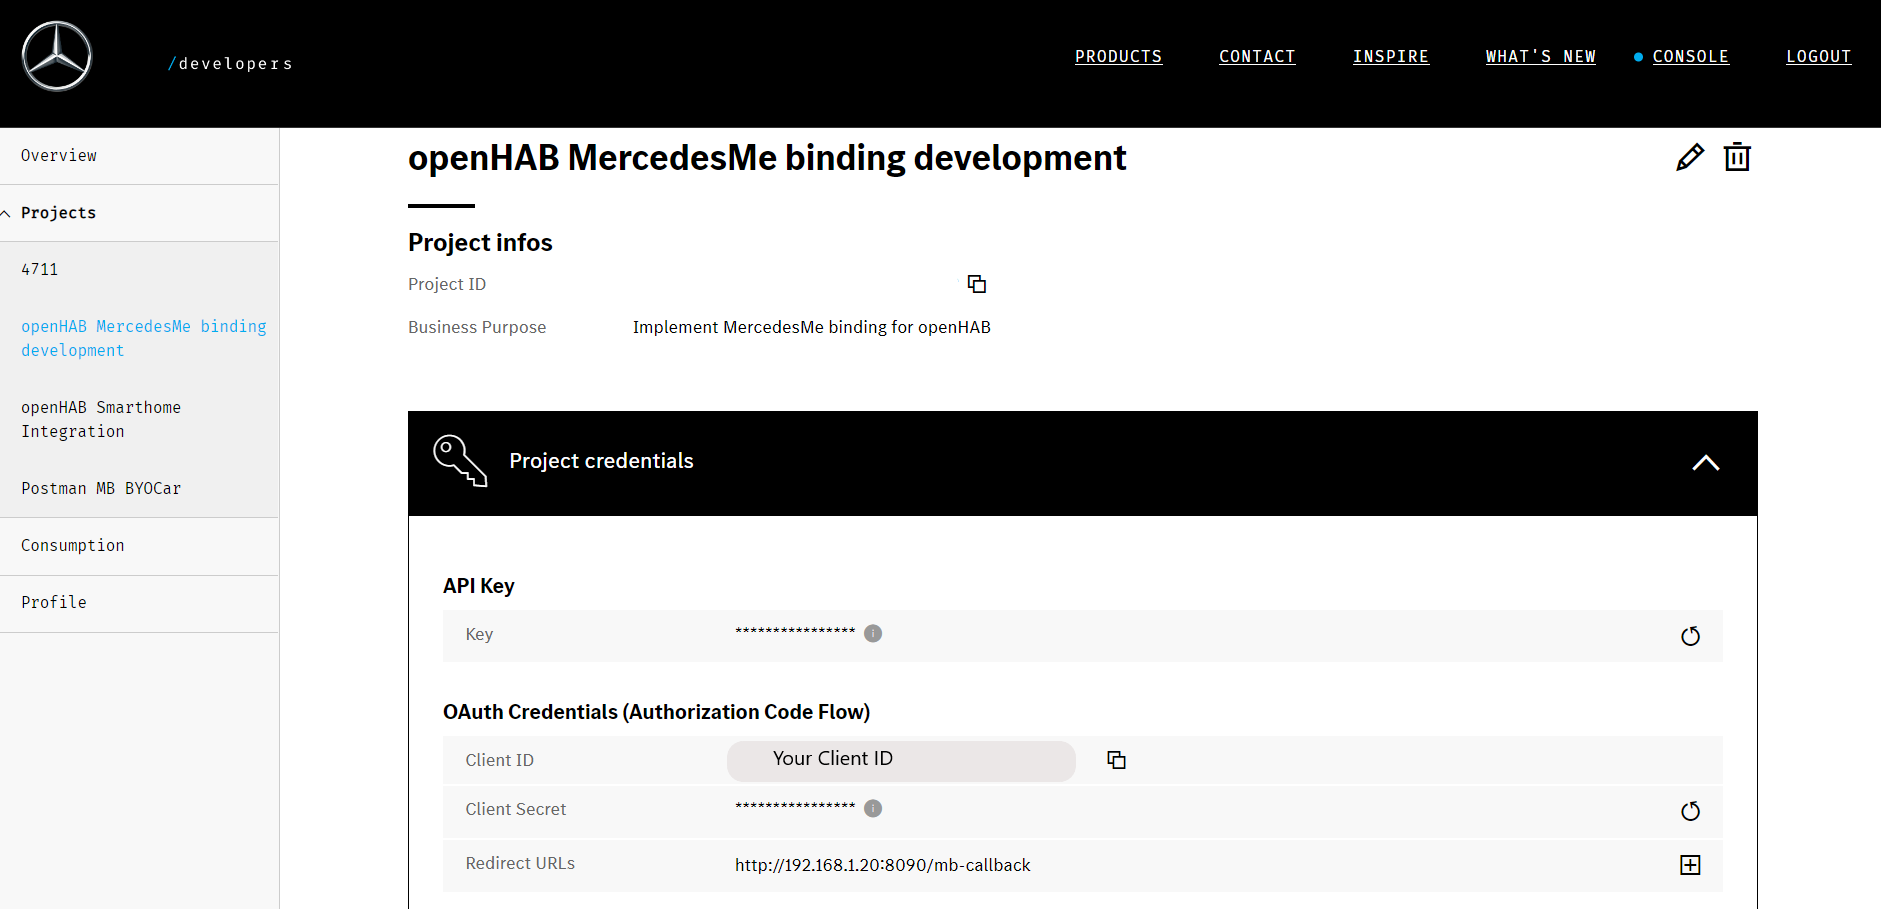 /developers
PRODUCTS
CONTACT
INSPIRE
WHAT'S NEW
CONSOLE
LOGOUT
Overview
Projects
4711
openHAB MercedesMe binding
development
openHAB Smarthome
Integration
Postman MB BYOCar
Consumption
Profile
openHAB MercedesMe binding development
Project infos
Project ID
Business Purpose
Implement MercedesMe binding for openHAB
Project credentials
API Key
Key
****************
OAuth Credentials (Authorization Code Flow)
Client ID
Your Client ID
Client Secret
****************
Redirect URLs
http://192.168.1.20:8090/mb-callback